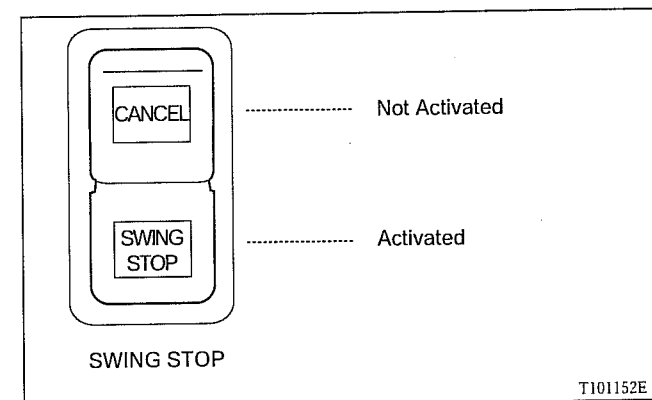 CANCEL
Not Activated
SWING
STOP
Activated
SWING STOP
T101152E